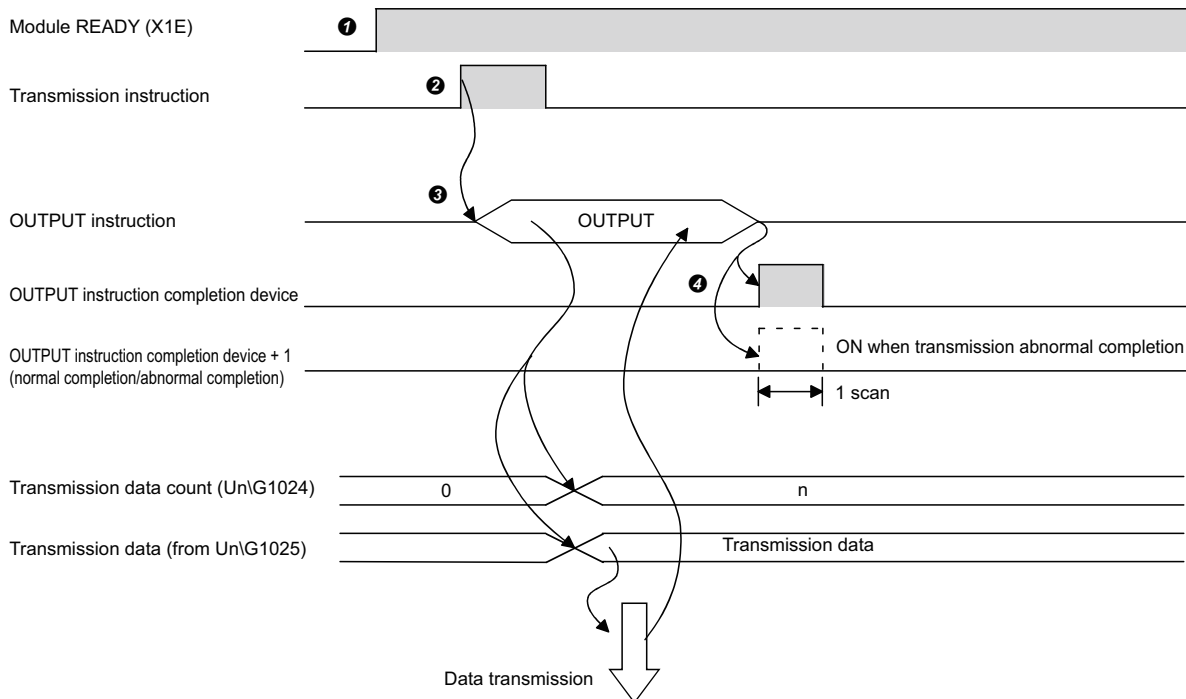 Module READY (X1E)
❶
Transmission instruction
❷
❸
OUTPUT instruction
OUTPUT
OUTPUT instruction completion device
❹
OUTPUT instruction completion device + 1
(normal completion/abnormal completion)
ON when transmission abnormal completion
1 scan
Transmission data count (Un\G1024)
0
n
Transmission data (from Un\G1025)
Transmission data
Data transmission